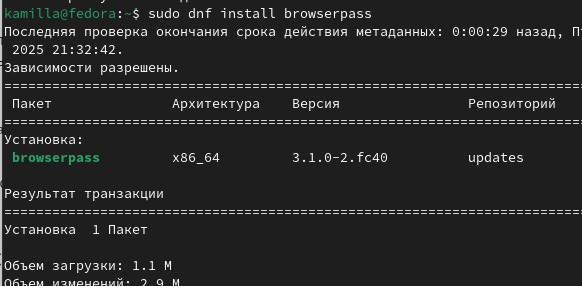 kamilla@fedora:~$ sudo dnf install browserpass
Последняя проверка окончания срока действия метаданных: 0:00:29 назад,
2025 21:32:42.
Зависимости разрешены.
================================================================================
Пакет Архитектура Версия Репозиторий
================================================================================
Установка:
browserpass x86_64 3.1.0-2.fc40 updates
Результат транзакции
================================================================================
Установка 1 Пакет
Объем загрузки: 1.1 M
Объем изменений: 2.9 M